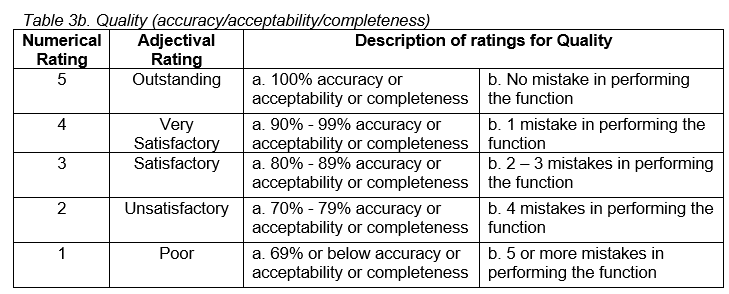 Table 3b. Quality (accuracy/acceptability/completeness)
Numerical Rating
Adjectival Rating
Description of ratings for Quality
5
Outstanding
a. 100% accuracy or
acceptability or completeness
b. No mistake in performing
the function
4
Very
Satisfactory
a. 90% - 99% accuracy or
acceptability or completeness
b. 1 mistake in performing the
function
3
Satisfactory
a. 80% - 89% accuracy or
acceptability or completeness
b. 2 – 3 mistakes in performing
the function
2
Unsatisfactory
a. 70% - 79% accuracy or
acceptability or completeness
b. 4 mistakes in performing the
function
1
Poor
a. 69% or below accuracy or
acceptability or completeness
b. 5 or more mistakes in
performing the function